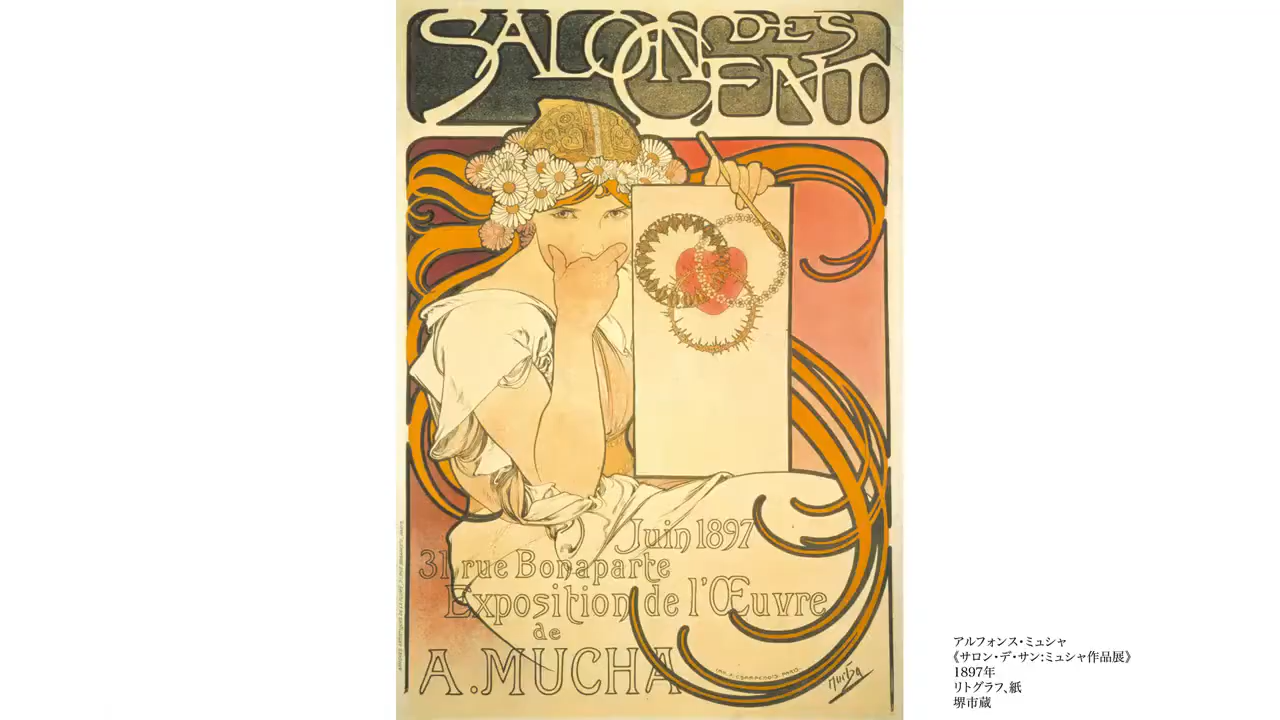 SALON DES
CENT
Juin 1897
31, rue Bonaparte
Exposition de l'Œuvre
de
A. MUCHA
Mucha
アルフォンス・ミュシャ
《サロン・デ・サン:ミュシャ作品展》
1897年
リトグラフ、紙
堺市蔵